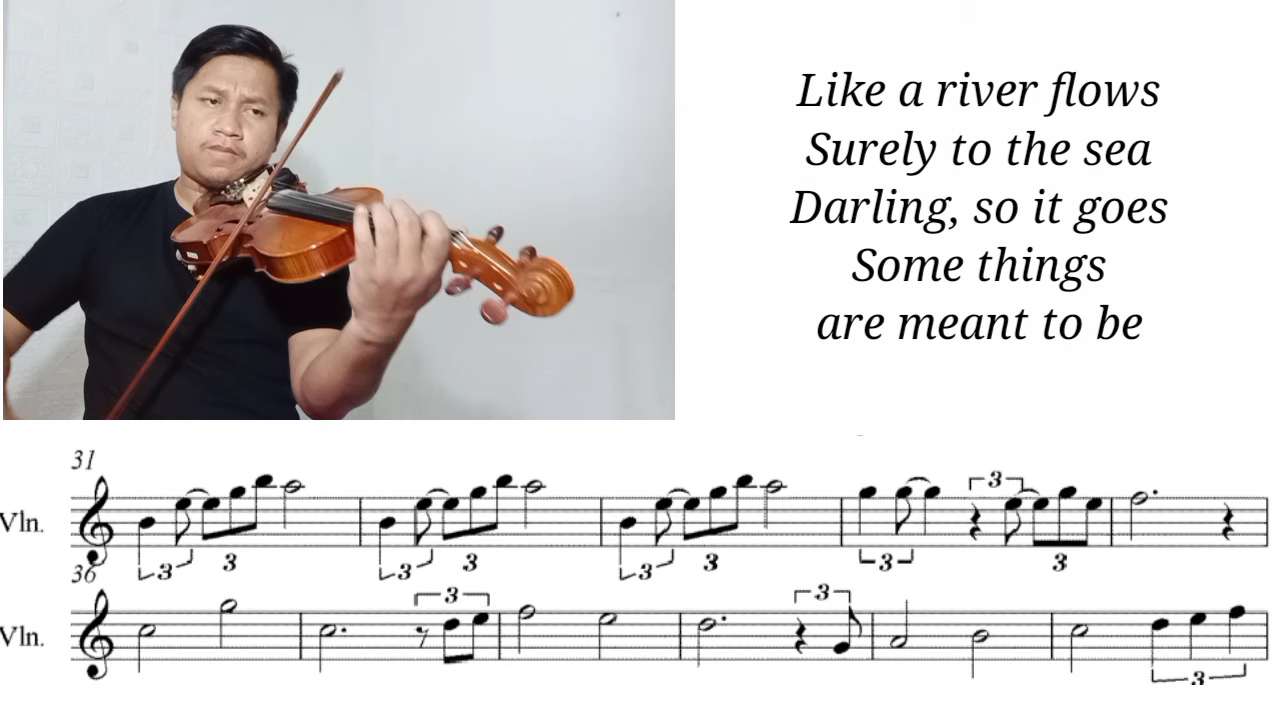 Like a river flows
Surely to the sea
Darling, so it goes
Some things
are meant to be
31
Vln.
3 3 3 3 3 3 3 3 3
36
Vln.
3 3 3